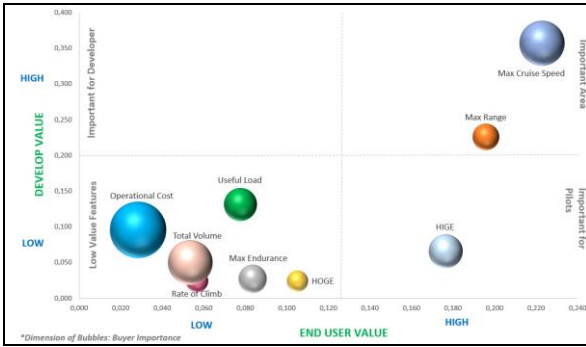 0,400
0,350
0,300
0,250
0,200
0,150
0,100
0,050
0,000
HIGH
LOW
DEVELOP VALUE
Important for Developer
Low Value Features
Important Area
Important for
Pilots
Max Cruise Speed
Max Range
Useful Load
Operational Cost
Total Volume
HIGE
Max Endurance
HOGE
Rate of Climb
0,000 0,020 0,040 0,060 0,080 0,100 0,120 0,140 0,160 0,180 0,200 0,220 0,240
LOW
HIGH
END USER VALUE
*Dimension of Bubbles: Buyer Importance